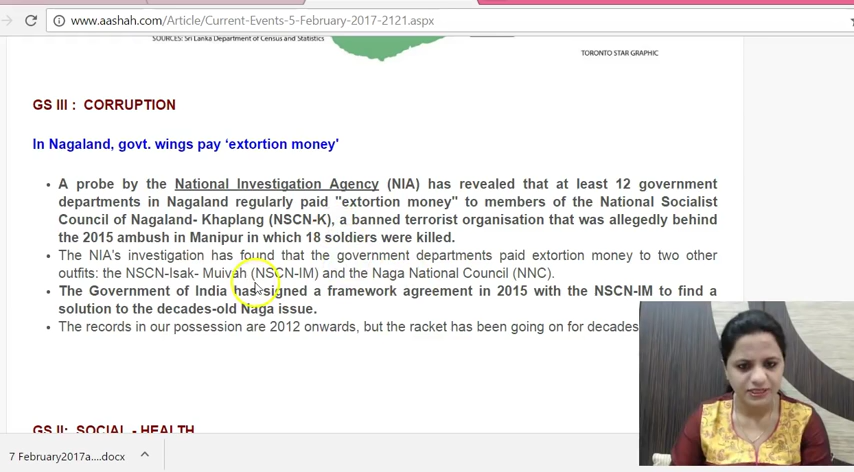 www.aashah.com/Article/Current-Events-5-February-2017-2121.aspx
SOURCES: Sri Lanka Department of Census and Statistics
TORONTO STAR GRAPHIC
GS III : CORRUPTION
In Nagaland, govt. wings pay ‘extortion money'
A probe by the National Investigation Agency (NIA) has revealed that at least 12 government
departments in Nagaland regularly paid "extortion money" to members of the National Socialist
Council of Nagaland- Khaplang (NSCN-K), a banned terrorist organisation that was allegedly behind
the 2015 ambush in Manipur in which 18 soldiers were killed.
The NIA's investigation has found that the government departments paid extortion money to two other
outfits: the NSCN-Isak- Muivah (NSCN-IM) and the Naga National Council (NNC).
The Government of India has signed a framework agreement in 2015 with the NSCN-IM to find a
solution to the decades-old Naga issue.
The records in our possession are 2012 onwards, but the racket has been going on for decades
GS II: SOCIAL - HEALTH
7 February2017a....docx